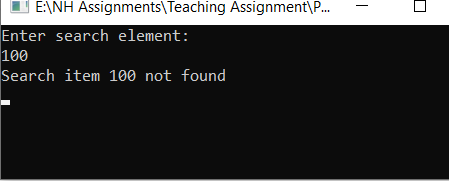 E:\NH Assignments\Teaching Assignment\P...
Enter search element:
100
Search item 100 not found